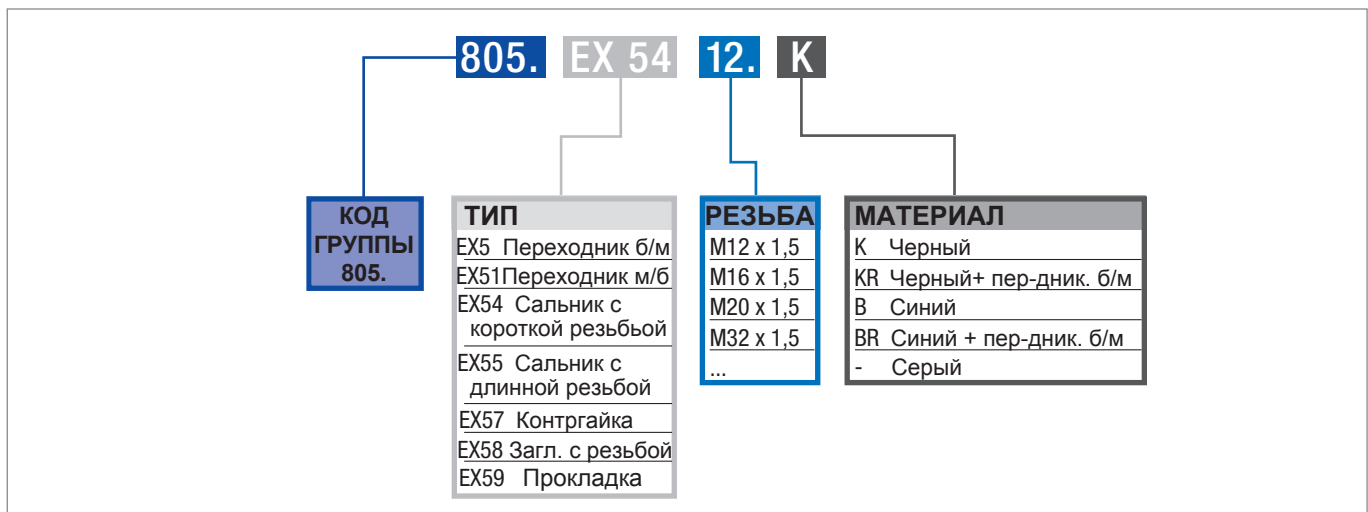 805. EX 54 12. K
КОД
ГРУППЫ
805.
ТИП
EX5 Переходник б/м
EX51Переходник м/б
EX54 Сальник с
короткой резьбьой
EX55 Сальник с
длинной резьбой
EX57 Контргайка
EX58 Загл. с резьбой
EX59 Прокладка
РЕЗЬБА
M12 x 1,5
M16 x 1,5
M20 x 1,5
M32 x 1,5
...
МАТЕРИАЛ
K Черный
KR Черный+ пер-дник. б/м
B Синий
BR Синий + пер-дник. б/м
- Серый